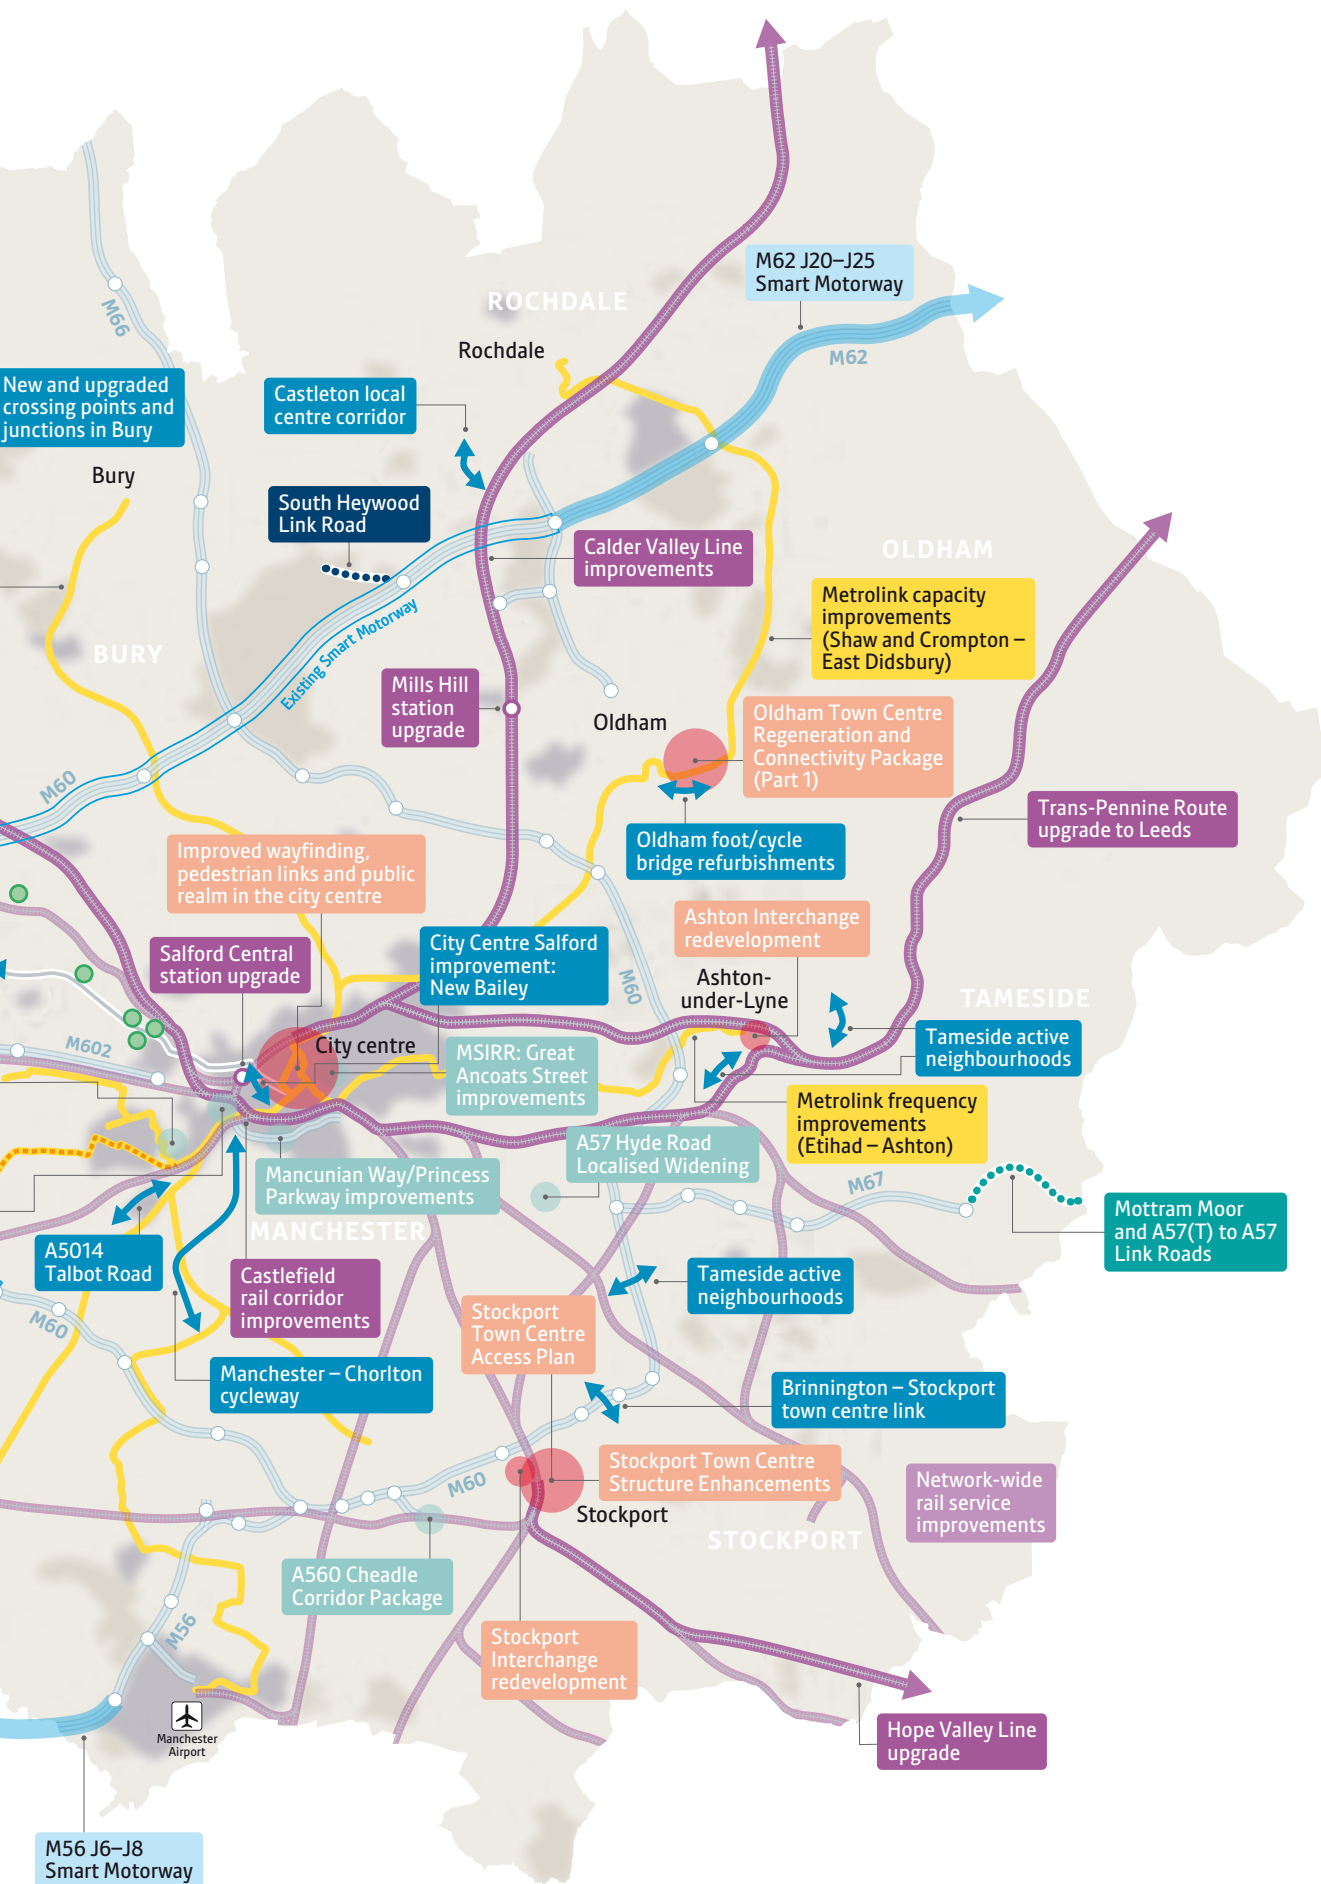 M62 J20–J25
Smart Motorway
ROCHDALE
M66
Rochdale
M62
New and upgraded
crossing points and
junctions in Bury
Castleton local
centre corridor
Bury
South Heywood
Link Road
Calder Valley Line
improvements
OLDHAM
Metrolink capacity
improvements
(Shaw and Crompton –
East Didsbury)
Existing Smart Motorway
BURY
Mills Hill
station
upgrade
Oldham
Oldham Town Centre
Regeneration and
Connectivity Package
(Part 1)
M60
Trans-Pennine Route
upgrade to Leeds
Oldham foot/cycle
bridge refurbishments
Improved wayfinding,
pedestrian links and public
realm in the city centre
Ashton Interchange
redevelopment
Salford Central
station upgrade
City Centre Salford
improvement:
New Bailey
M60
Ashton-
under-Lyne
TAMESIDE
Tameside active
neighbourhoods
M602
City centre
MSIRR: Great
Ancoats Street
improvements
Metrolink frequency
improvements
(Etihad – Ashton)
A57 Hyde Road
Localised Widening
Mancunian Way/Princess
Parkway improvements
M67
Mottram Moor
and A57(T) to A57
Link Roads
MANCHESTER
A5014
Talbot Road
Castlefield
rail corridor
improvements
Tameside active
neighbourhoods
M60
Stockport
Town Centre
Access Plan
Manchester – Chorlton
cycleway
Brinnington – Stockport
town centre link
Stockport Town Centre
Structure Enhancements
M60
Network-wide
rail service
improvements
Stockport
STOCKPORT
A560 Cheadle
Corridor Package
M56
Stockport
Interchange
redevelopment
Manchester
Airport
Hope Valley Line
upgrade
M56 J6–J8
Smart Motorway